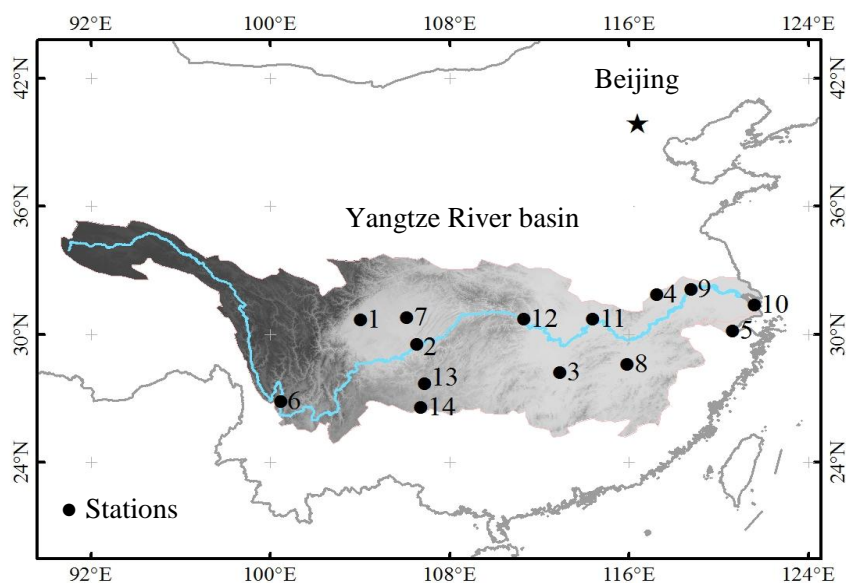 92°E 100°E 108°E 116°E 124°E
42°N 42°N
Beijing
36°N 36°N
Yangtze River basin
4 9
10
1 7 12 11
30°N 30°N
2 5
3 8
13
6 14
24°N 24°N
Stations
92°E 100°E 108°E 116°E 124°E